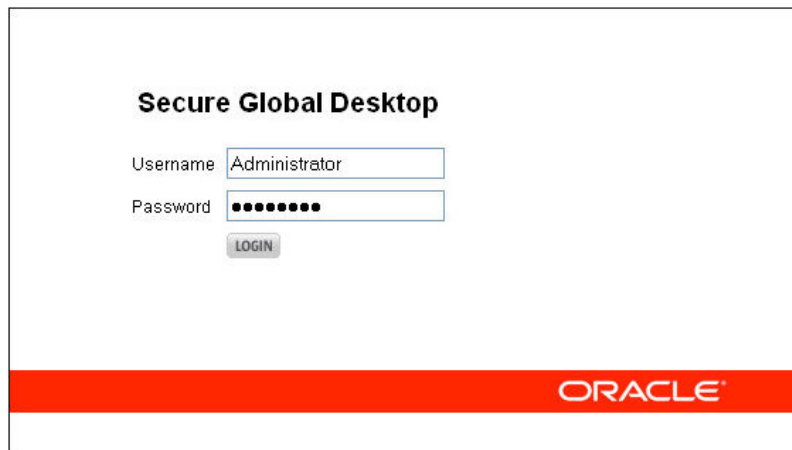 Secure Global Desktop
Username Administrator
Password ●●●●●●●●
LOGIN
ORACLE